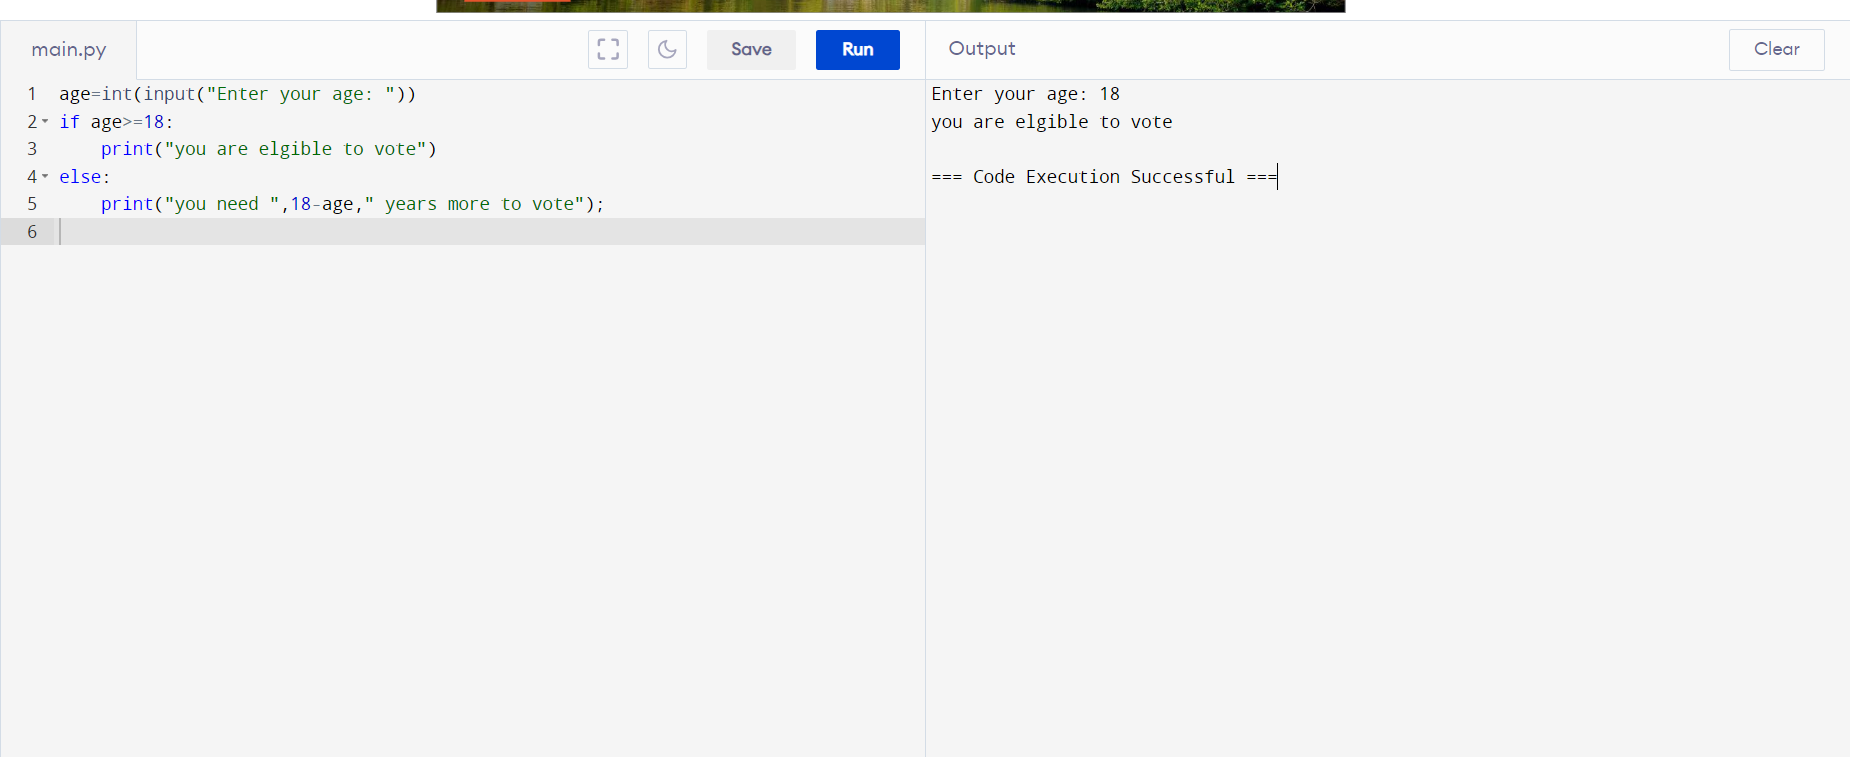 main.py
Save
Run
Output
Clear
1 age=int(input("Enter your age: "))
2 if age>=18:
3     print("you are elgible to vote")
4 else:
5     print("you need ",18-age," years more to vote");
6
Enter your age: 18
you are elgible to vote
=== Code Execution Successful ===